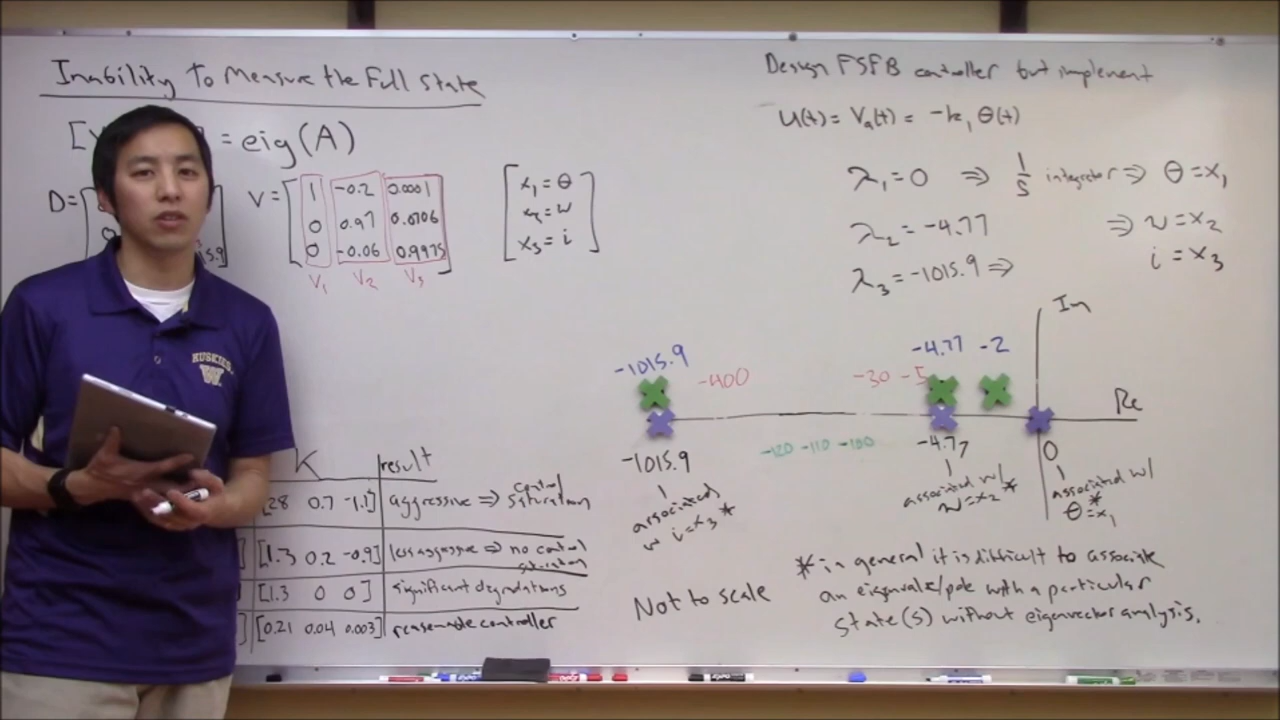 Inability to Measure the Full State
= eig(A)
D=
V= [1 -0.2 0.0001
0 0.97 0.0706
0 -0.06 0.9975]
V1 V2 V3
[x1 = θ
x2 = w
x3 = i]
Design FSFB controller but implement
u(t) = Va(t) = -k1 θ(t)
λ1 = 0 ⇒ 1/s integrator ⇒ θ = x1
λ2 = -4.77 ⇒ w = x2
λ3 = -1015.9 ⇒ i = x3
Im
-1015.9 -400 -30 -5 -4.77 -2
Re
-1015.9 -120 -110 -100 -4.77 0
associated w i = x3 *
associated w/ w = x2 *
associated w/ * θ = x1
Not to scale
* in general it is difficult to associate
an eigenvalue/pole with a particular
state(s) without eigenvector analysis.
K result
[28 0.7 -1.1] aggressive ⇒ control saturation
[1.3 0.2 -0.9] less aggressive ⇒ no control saturation
[1.3 0 0] significant degradations
[0.21 0.04 0.003] reasonable controller
HUSKIES
W